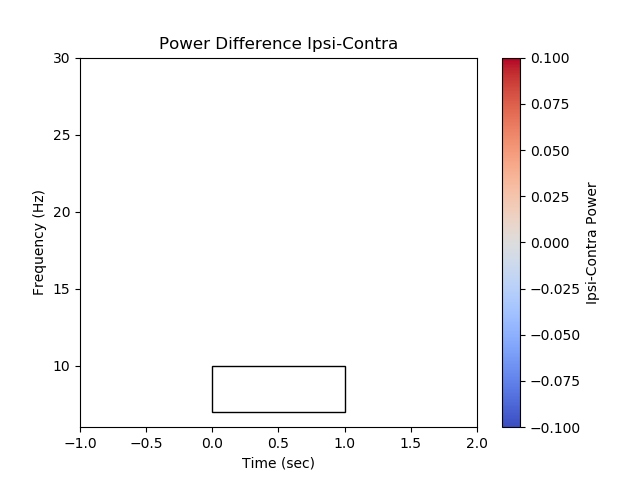 Power Difference Ipsi-Contra
30
25
20
15
10
Frequency (Hz)
−1.0 −0.5 0.0 0.5 1.0 1.5 2.0
Time (sec)
0.100
0.075
0.050
0.025
0.000
−0.025
−0.050
−0.075
−0.100
Ipsi-Contra Power